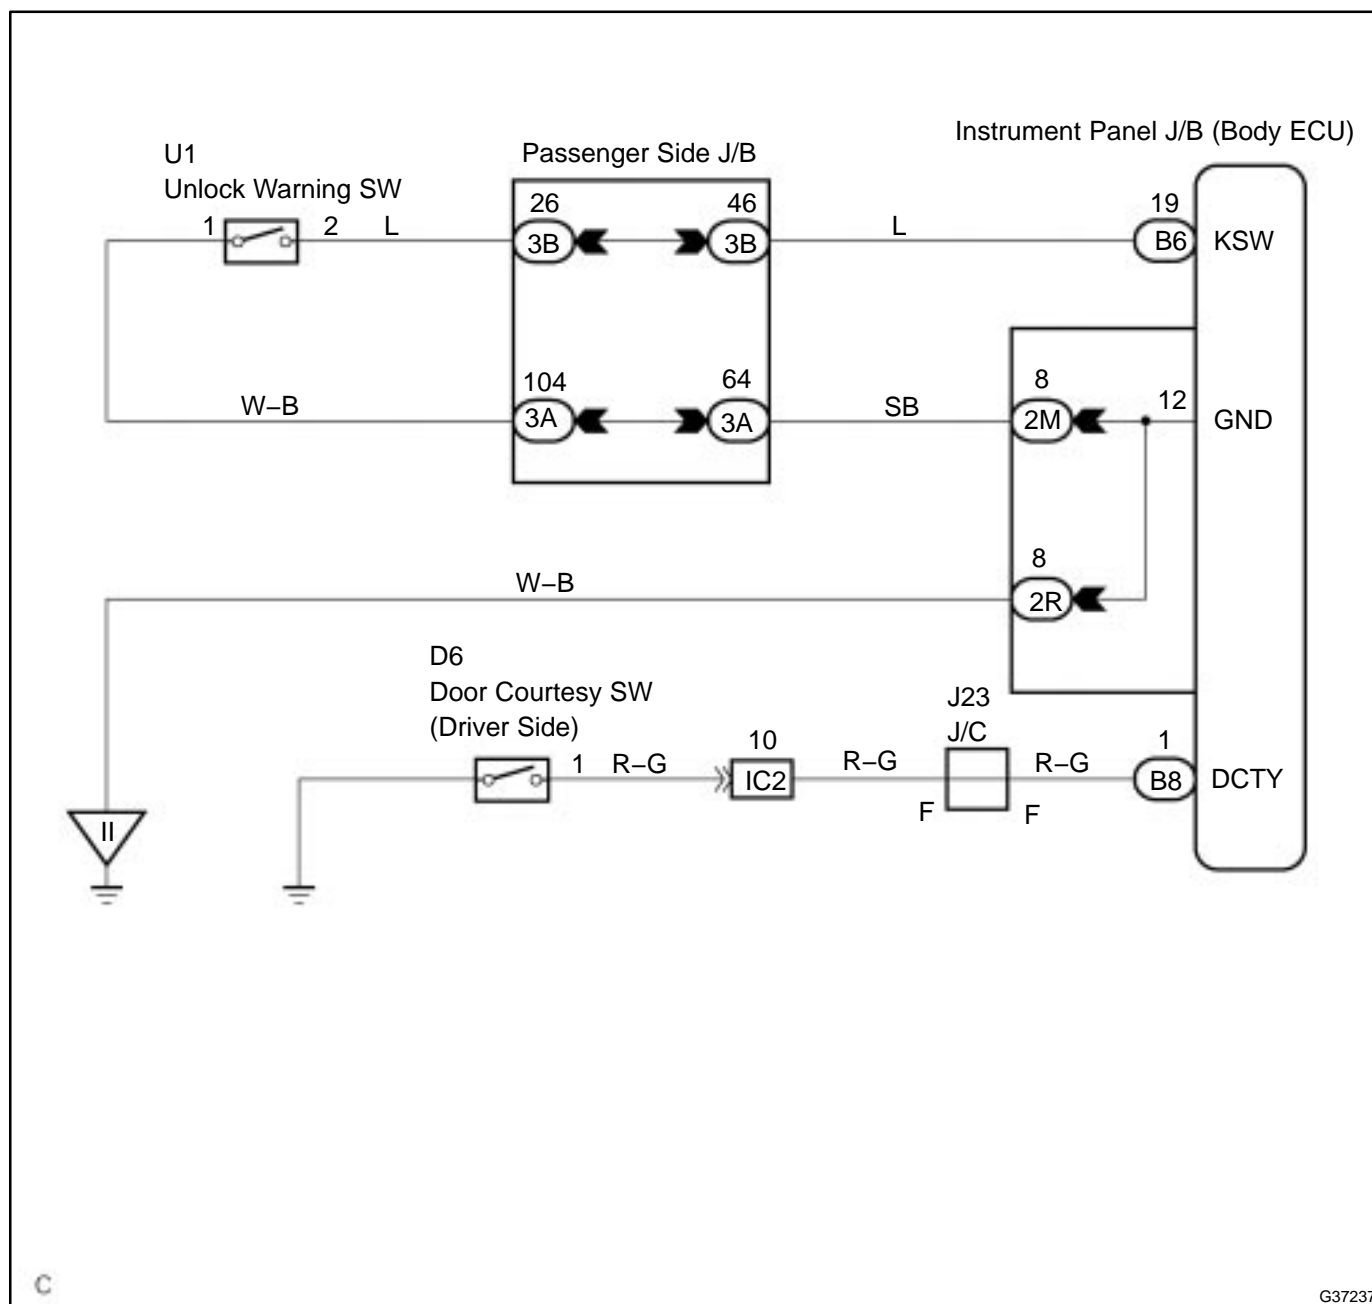 Instrument Panel J/B (Body ECU)
U1
Unlock Warning SW
Passenger Side J/B
1 2 L
26
3B
46
3B
L
19
B6
KSW
W–B
104
3A
64
3A
SB
8
2M
12
GND
W–B
8
2R
D6
Door Courtesy SW
(Driver Side)
1 R–G
10
IC2
R–G
J23
J/C
F F
R–G
1
B8
DCTY
II
C
G37237